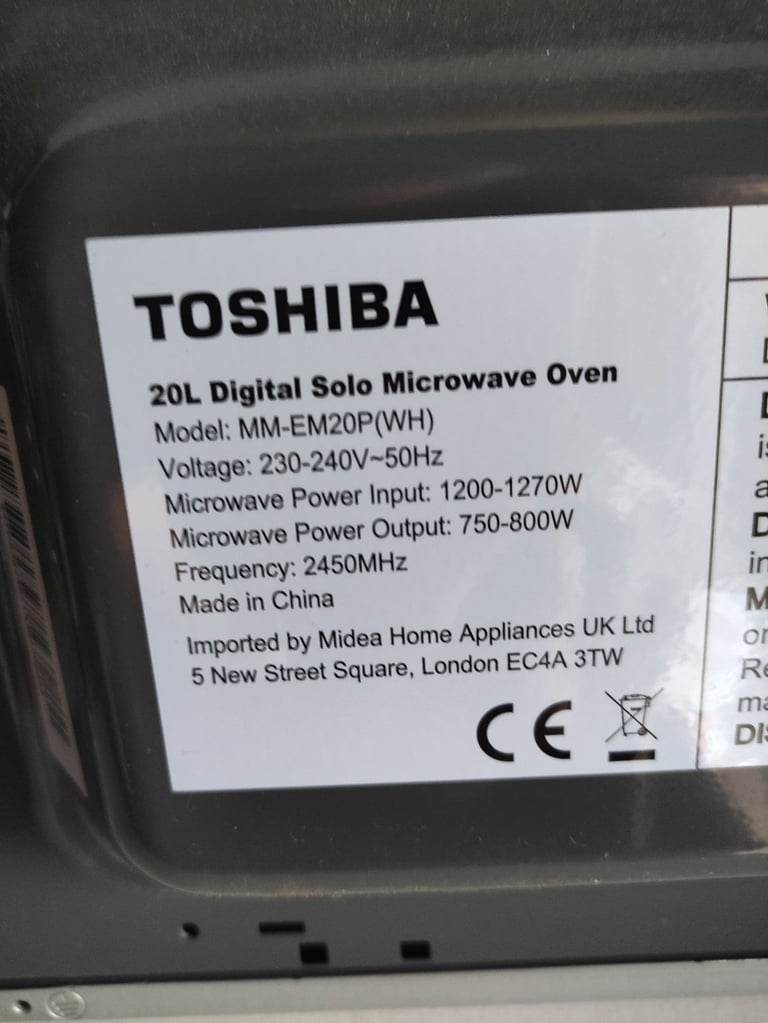 TOSHIBA
20L Digital Solo Microwave Oven
Model: MM-EM20P(WH)
Voltage: 230-240V~50Hz
Microwave Power Input: 1200-1270W
Microwave Power Output: 750-800W
Frequency: 2450MHz
Made in China
Imported by Midea Home Appliances UK Ltd
5 New Street Square, London EC4A 3TW
CE